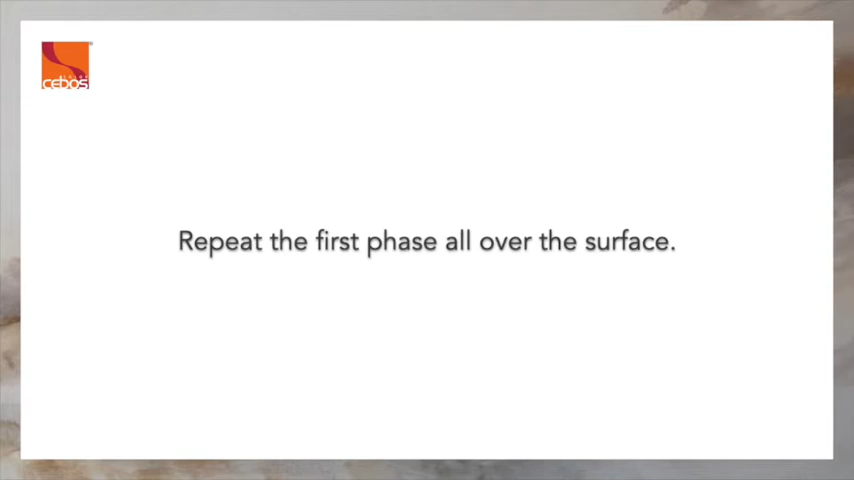 cebos
Repeat the first phase all over the surface.